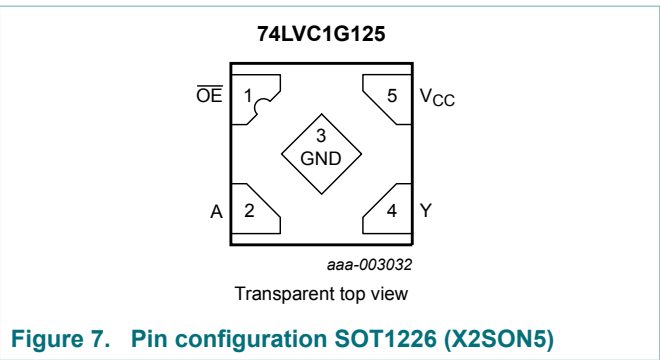 74LVC1G125
OE 1 5 VCC
3
GND
A 2 4 Y
aaa-003032
Transparent top view
Figure 7. Pin configuration SOT1226 (X2SON5)